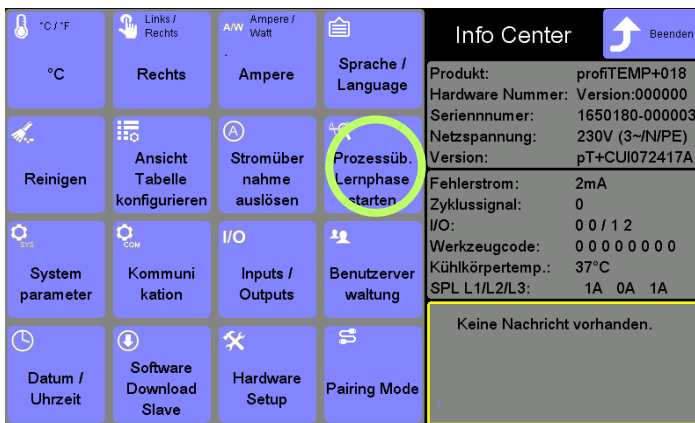 °C / °F
°C
Links /
Rechts
Rechts
A/W
Ampere /
Watt
Ampere
Sprache /
Language
Reinigen
Ansicht
Tabelle
konfigurieren
A
Stromüber
nahme
auslösen
Prozessüb.
Lernphase
starten
SYS
System
parameter
COM
Kommuni
kation
I/O
Inputs /
Outputs
Benutzerver
waltung
Datum /
Uhrzeit
Software
Download
Slave
Hardware
Setup
Pairing Mode
Info Center
Beenden
Produkt: profiTEMP+018
Hardware Nummer: Version:000000
Seriennnumer: 1650180-000003
Netzspannung: 230V (3~/N/PE)
Version: pT+CUI072417A
Fehlerstrom: 2mA
Zyklussignal: 0
I/O: 0 0 / 1 2
Werkzeugcode: 0 0 0 0 0 0 0 0
Kühlkörpertemp.: 37°C
SPL L1/L2/L3: 1A 0A 1A
Keine Nachricht vorhanden.